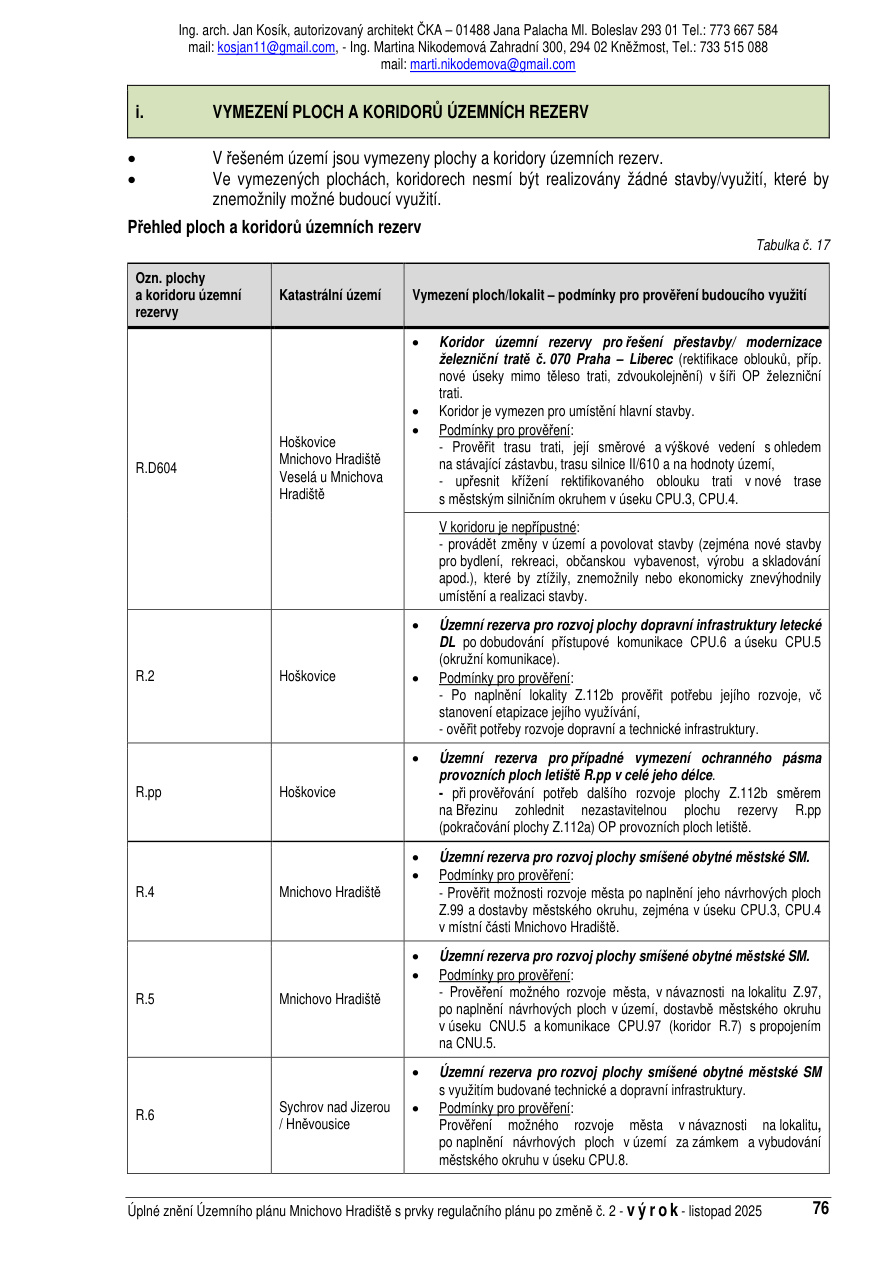 Ing. arch. Jan Kosík, autorizovaný architekt ČKA – 01488 Jana Palacha Ml. Boleslav 293 01 Tel.: 773 667 584
mail: kosjan11@gmail.com, - Ing. Martina Nikodemová Zahradní 300, 294 02 Kněžmost, Tel.: 733 515 088
mail: marti.nikodemova@gmail.com
i. VYMEZENÍ PLOCH A KORIDORŮ ÚZEMNÍCH REZERV
• V řešeném území jsou vymezeny plochy a koridory územních rezerv.
• Ve vymezených plochách, koridorech nesmí být realizovány žádné stavby/využití, které by
znemožnily možné budoucí využití.
Přehled ploch a koridorů územních rezerv
Tabulka č. 17
Ozn. plochy
a koridoru územní
rezervy
Katastrální území
Vymezení ploch/lokalit – podmínky pro prověření budoucího využití
R.D604
Hoškovice
Mnichovo Hradiště
Veselá u Mnichova
Hradiště
• Koridor územní rezervy pro řešení přestavby/ modernizace
železniční tratě č. 070 Praha – Liberec (rektifikace oblouků, příp.
nové úseky mimo těleso trati, zdvoukolejnění) v šíři OP železniční
trati.
• Koridor je vymezen pro umístění hlavní stavby.
• Podmínky pro prověření:
- Prověřit trasu trati, její směrové a výškové vedení s ohledem
na stávající zástavbu, trasu silnice II/610 a na hodnoty území,
- upřesnit křížení rektifikovaného oblouku trati v nové trase
s městským silničním okruhem v úseku CPU.3, CPU.4.
V koridoru je nepřípustné:
- provádět změny v území a povolovat stavby (zejména nové stavby
pro bydlení, rekreaci, občanskou vybavenost, výrobu a skladování
apod.), které by ztížily, znemožnily nebo ekonomicky znevýhodnily
umístění a realizaci stavby.
R.2
Hoškovice
• Územní rezerva pro rozvoj plochy dopravní infrastruktury letecké
DL po dobudování přístupové komunikace CPU.6 a úseku CPU.5
(okružní komunikace).
• Podmínky pro prověření:
- Po naplnění lokality Z.112b prověřit potřebu jejího rozvoje, vč
stanovení etapizace jejího využívání,
- ověřit potřeby rozvoje dopravní a technické infrastruktury.
R.pp
Hoškovice
• Územní rezerva pro případné vymezení ochranného pásma
provozních ploch letiště R.pp v celé jeho délce.
- při prověřování potřeb dalšího rozvoje plochy Z.112b směrem
na Březinu zohlednit nezastavitelnou plochu rezervy R.pp
(pokračování plochy Z.112a) OP provozních ploch letiště.
R.4
Mnichovo Hradiště
• Územní rezerva pro rozvoj plochy smíšené obytné městské SM.
• Podmínky pro prověření:
- Prověřit možnosti rozvoje města po naplnění jeho návrhových ploch
Z.99 a dostavby městského okruhu, zejména v úseku CPU.3, CPU.4
v místní části Mnichovo Hradiště.
R.5
Mnichovo Hradiště
• Územní rezerva pro rozvoj plochy smíšené obytné městské SM.
• Podmínky pro prověření:
- Prověření možného rozvoje města, v návaznosti na lokalitu Z.97,
po naplnění návrhových ploch v území, dostavbě městského okruhu
v úseku CNU.5 a komunikace CPU.97 (koridor R.7) s propojením
na CNU.5.
R.6
Sychrov nad Jizerou
/ Hněvousice
• Územní rezerva pro rozvoj plochy smíšené obytné městské SM
s využitím budované technické a dopravní infrastruktury.
• Podmínky pro prověření:
Prověření možného rozvoje města v návaznosti na lokalitu,
po naplnění návrhových ploch v území za zámkem a vybudování
městského okruhu v úseku CPU.8.
Úplné znění Územního plánu Mnichovo Hradiště s prvky regulačního plánu po změně č. 2 - v ý r o k - listopad 2025 76